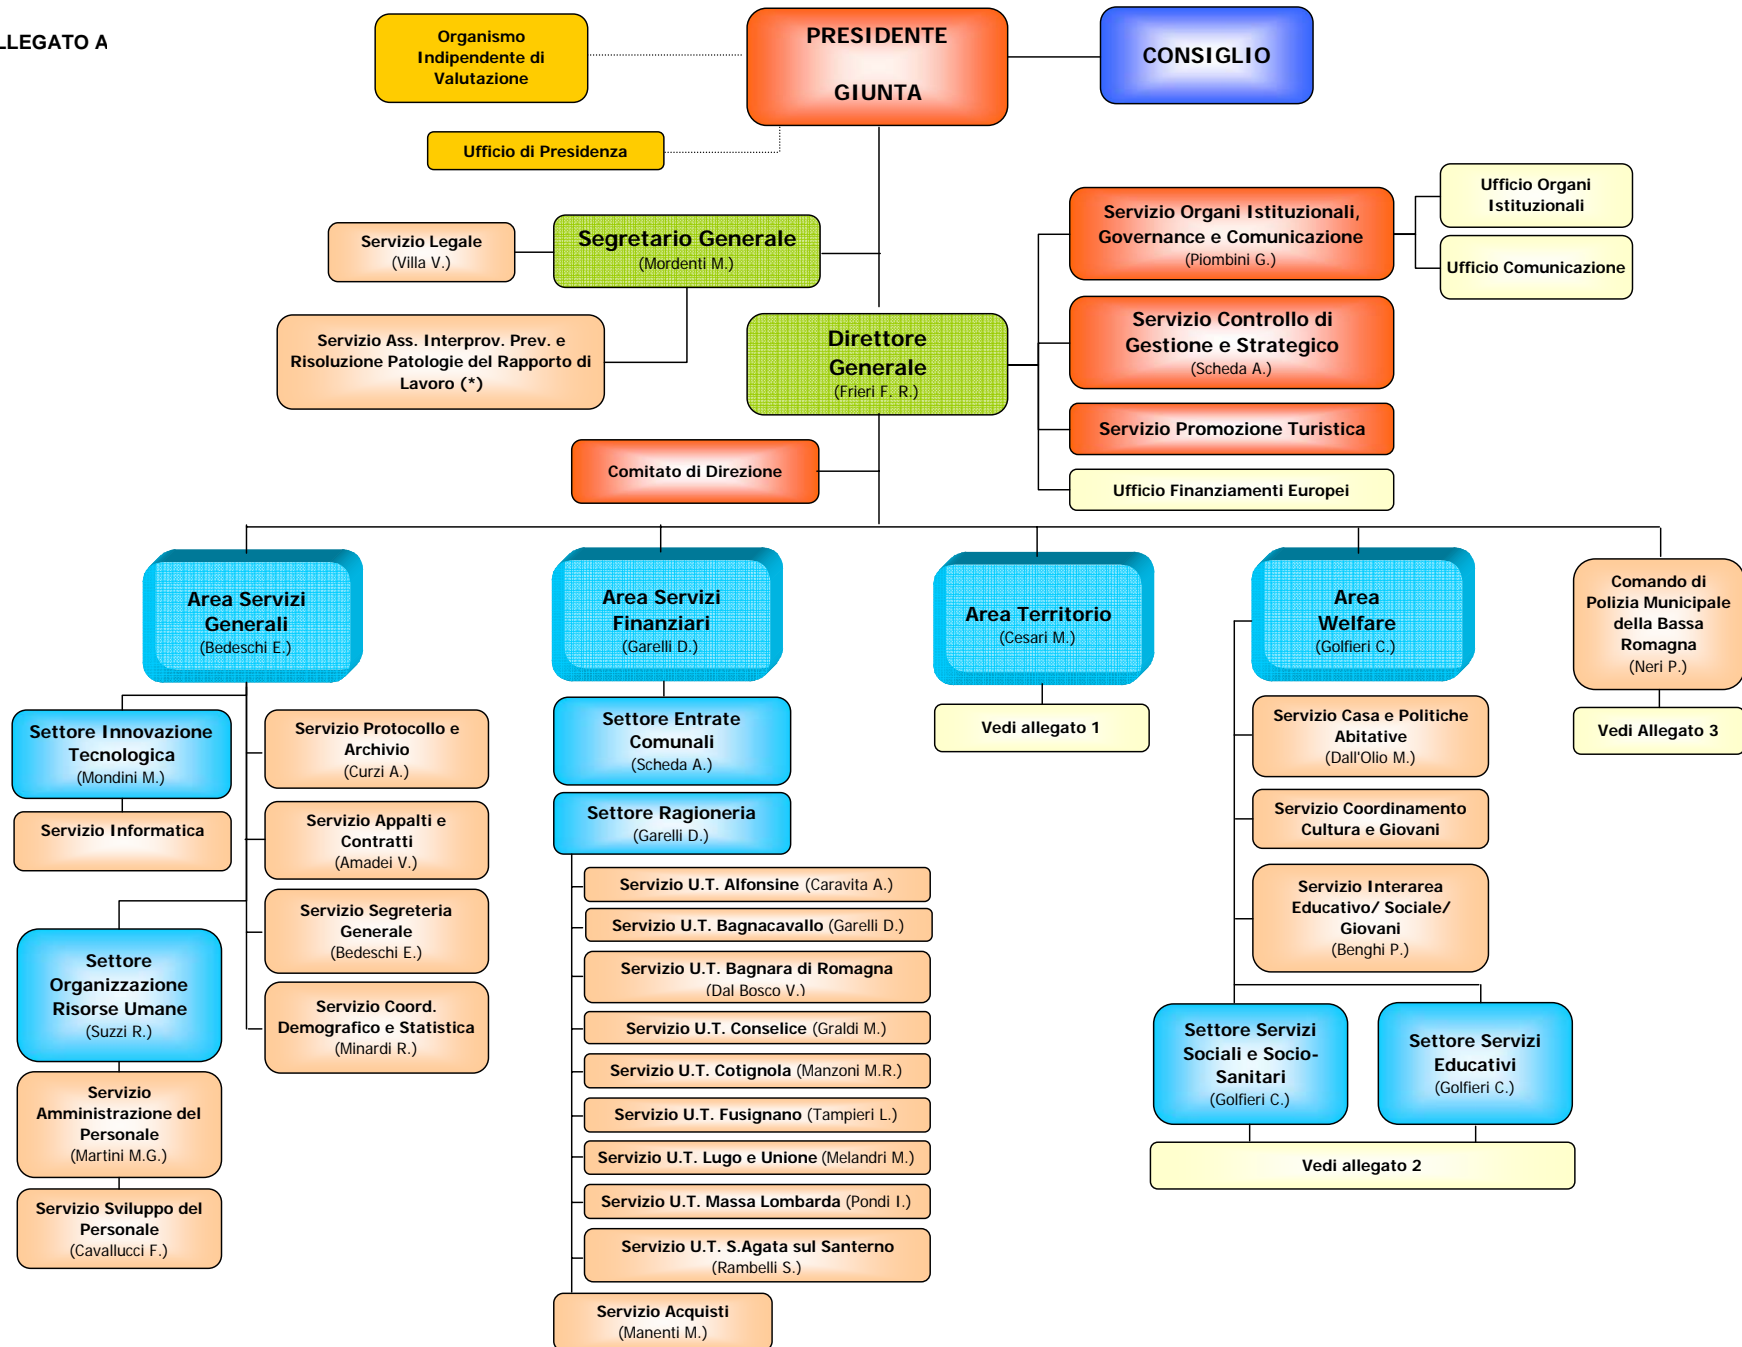 LLEGATO A
Organismo
Indipendente di
Valutazione
PRESIDENTE
GIUNTA
CONSIGLIO
Ufficio di Presidenza
Servizio Legale
(Villa V.)
Segretario Generale
(Mordenti M.)
Servizio Organi Istituzionali,
Governance e Comunicazione
(Piombini G.)
Ufficio Organi
Istituzionali
Ufficio Comunicazione
Servizio Ass. Interprov. Prev. e
Risoluzione Patologie del Rapporto di
Lavoro (*)
Direttore
Generale
(Frieri F. R.)
Servizio Controllo di
Gestione e Strategico
(Scheda A.)
Servizio Promozione Turistica
Comitato di Direzione
Ufficio Finanziamenti Europei
Area Servizi
Generali
(Bedeschi E.)
Area Servizi
Finanziari
(Garelli D.)
Area Territorio
(Cesari M.)
Area
Welfare
(Golfieri C.)
Comando di
Polizia Municipale
della Bassa
Romagna
(Neri P.)
Settore Innovazione
Tecnologica
(Mondini M.)
Servizio Informatica
Settore
Organizzazione
Risorse Umane
(Suzzi R.)
Servizio
Amministrazione del
Personale
(Martini M.G.)
Servizio Sviluppo del
Personale
(Cavallucci F.)
Servizio Protocollo e
Archivio
(Curzi A.)
Servizio Appalti e
Contratti
(Amadei V.)
Servizio Segreteria
Generale
(Bedeschi E.)
Servizio Coord.
Demografico e Statistica
(Minardi R.)
Settore Entrate
Comunali
(Scheda A.)
Settore Ragioneria
(Garelli D.)
Servizio U.T. Alfonsine (Caravita A.)
Servizio U.T. Bagnacavallo (Garelli D.)
Servizio U.T. Bagnara di Romagna
(Dal Bosco V.)
Servizio U.T. Conselice (Graldi M.)
Servizio U.T. Cotignola (Manzoni M.R.)
Servizio U.T. Fusignano (Tampieri L.)
Servizio U.T. Lugo e Unione (Melandri M.)
Servizio U.T. Massa Lombarda (Pondi I.)
Servizio U.T. S.Agata sul Santerno
(Rambelli S.)
Servizio Acquisti
(Manenti M.)
Vedi allegato 1
Servizio Casa e Politiche
Abitative
(Dall'Olio M.)
Servizio Coordinamento
Cultura e Giovani
Servizio Interarea
Educativo/ Sociale/
Giovani
(Benghi P.)
Settore Servizi
Sociali e Socio-
Sanitari
(Golfieri C.)
Settore Servizi
Educativi
(Golfieri C.)
Vedi allegato 2
Vedi Allegato 3